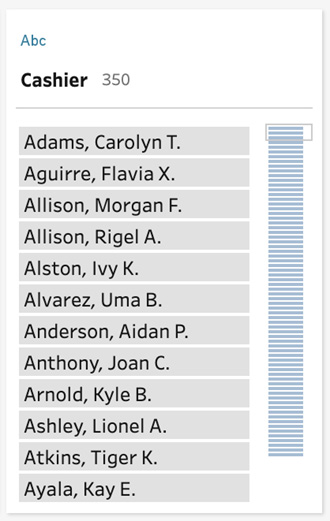 Abc
Cashier 350
Adams, Carolyn T.
Aguirre, Flavia X.
Allison, Morgan F.
Allison, Rigel A.
Alston, Ivy K.
Alvarez, Uma B.
Anderson, Aidan P.
Anthony, Joan C.
Arnold, Kyle B.
Ashley, Lionel A.
Atkins, Tiger K.
Ayala, Kay E.